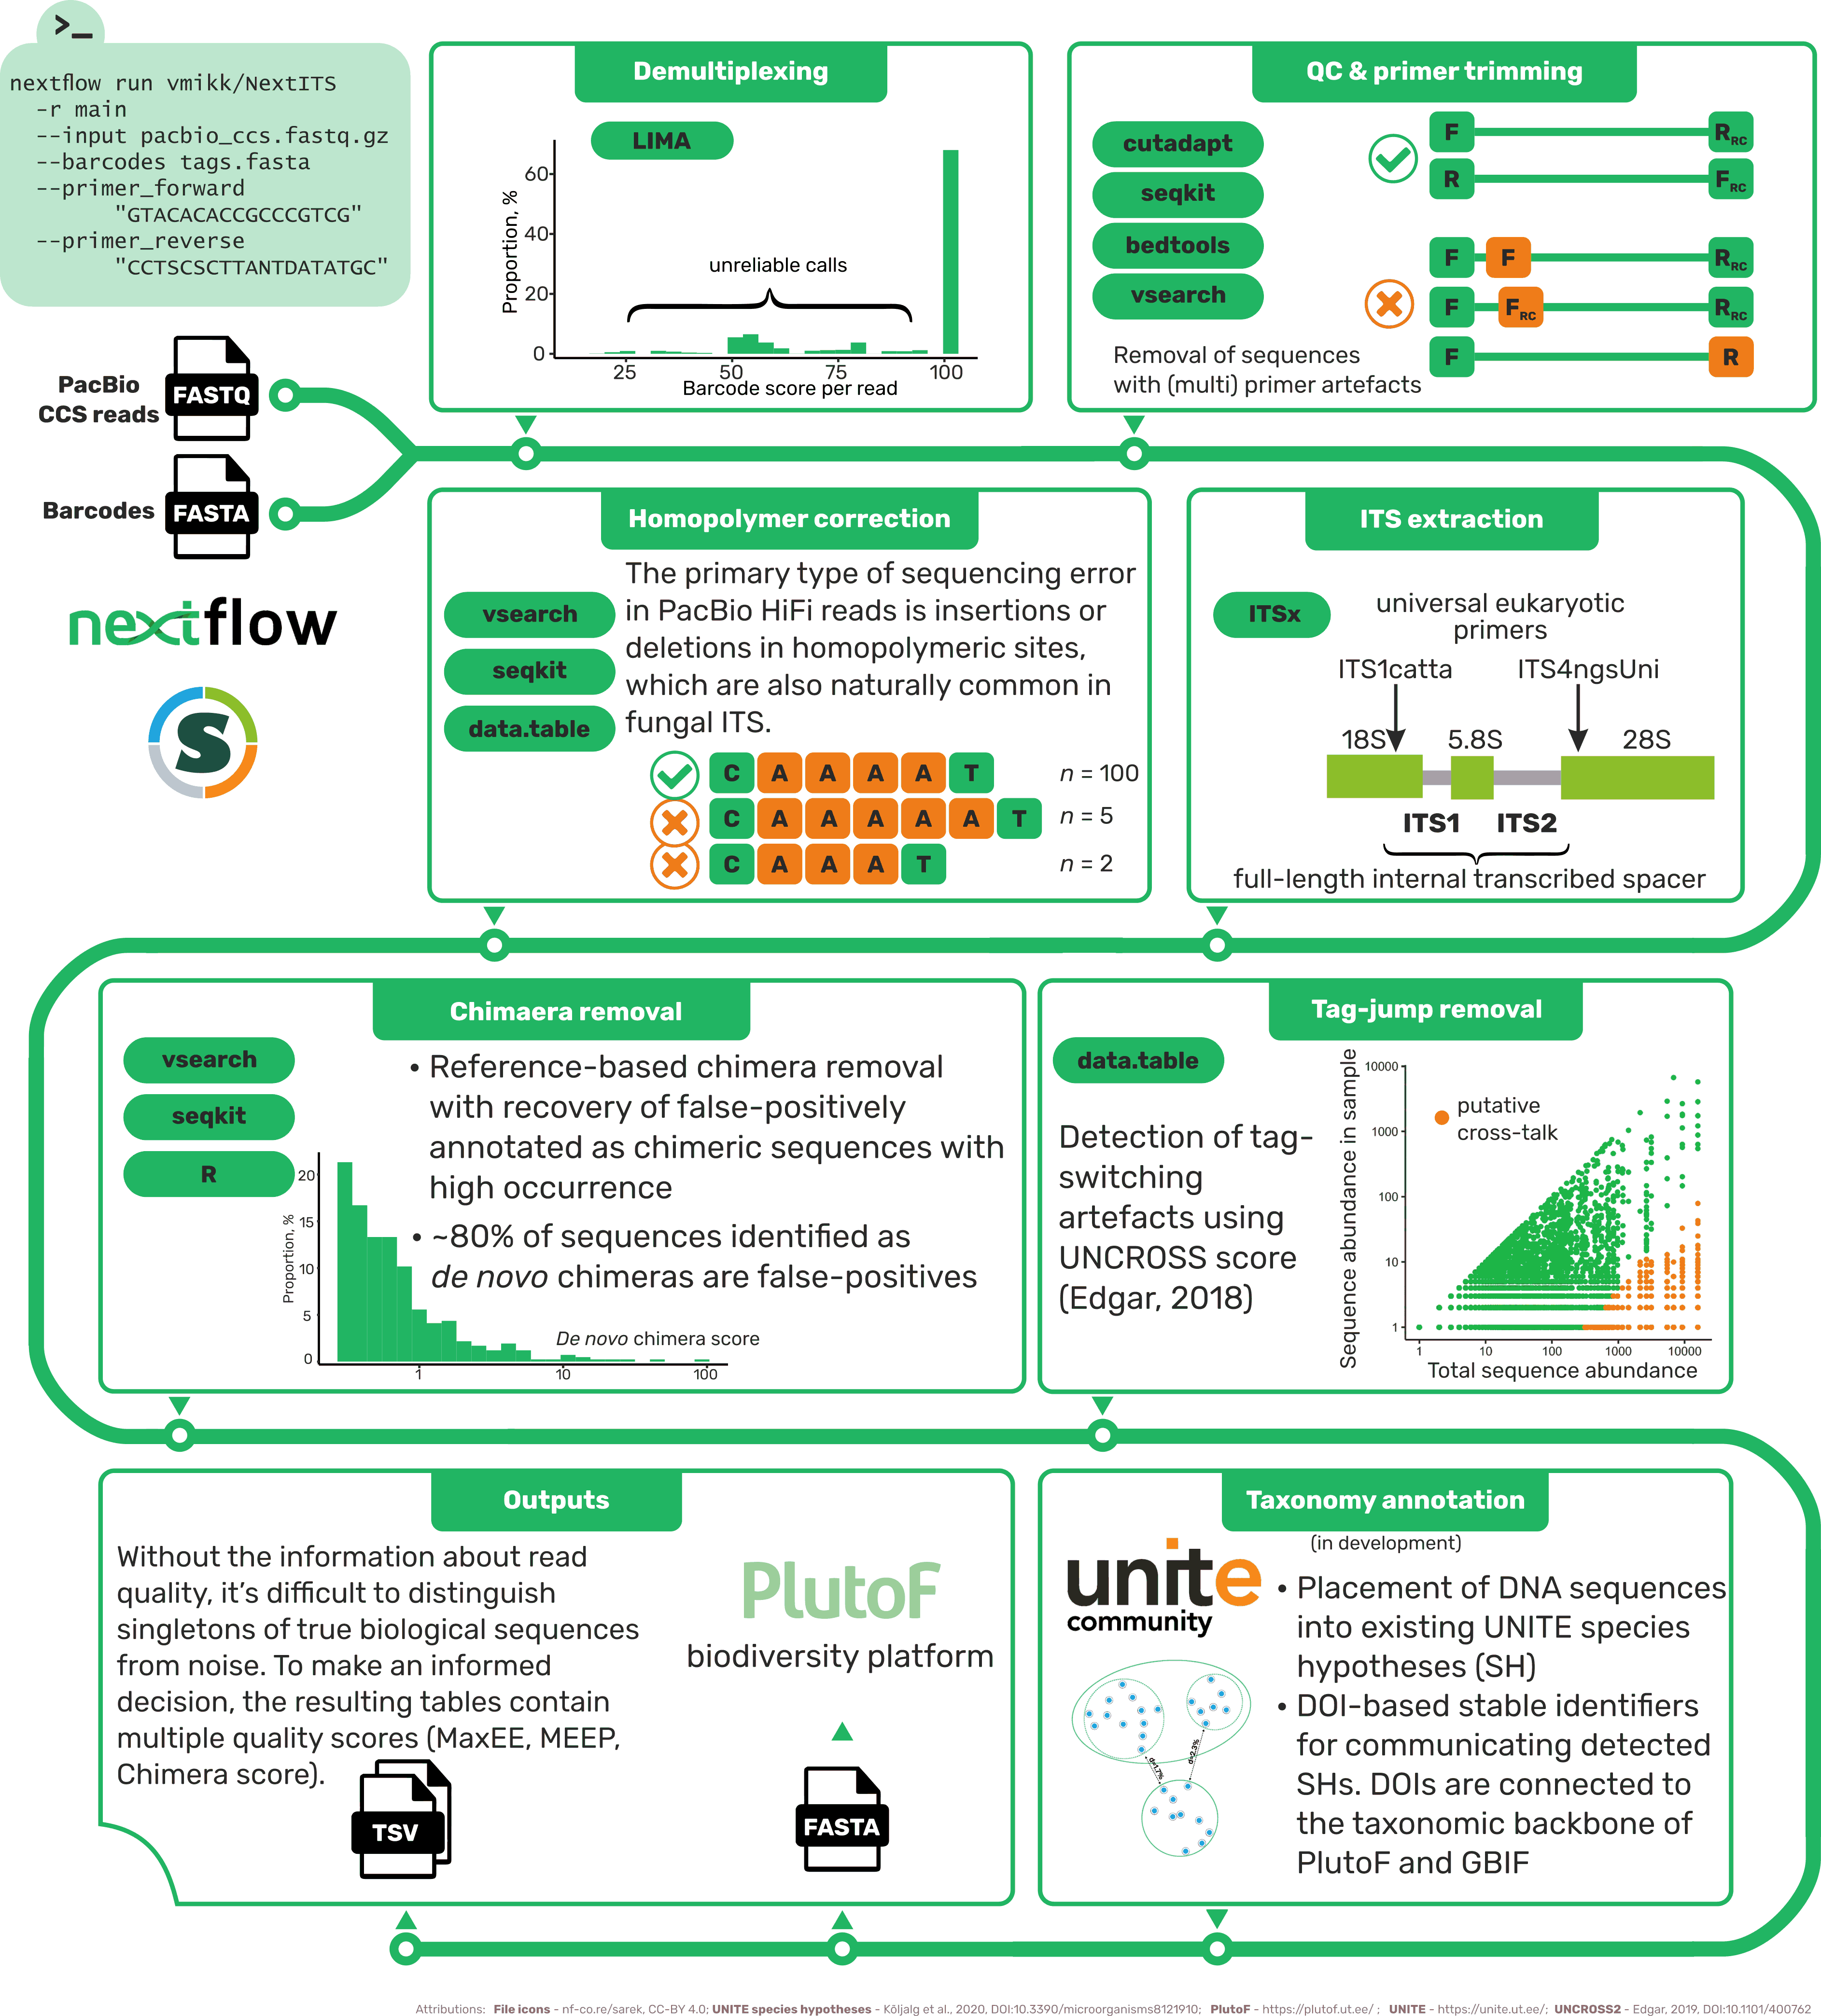 >_
nextflow run vmikk/NextITS
-r main
--input pacbio_ccs.fastq.gz
--barcodes tags.fasta
--primer_forward
"GTACACACCGCCCGTCG"
--primer_reverse
"CCTSCSCTTANTDATATGC"
PacBio
CCS reads
FASTQ
Barcodes
FASTA
nextflow
S
Demultiplexing
LIMA
Proportion, %
60
40
20
0
unreliable calls
25
50
75
100
Barcode score per read
QC & primer trimming
cutadapt
seqkit
bedtools
vsearch
F
RRC
R
FRC
F
F
RRC
F
FRC
RRC
F
R
Removal of sequences
with (multi) primer artefacts
Homopolymer correction
vsearch
seqkit
data.table
The primary type of sequencing error
in PacBio HiFi reads is insertions or
deletions in homopolymeric sites,
which are also naturally common in
fungal ITS.
C A A A A T n = 100
C A A A A A T n = 5
C A A A T n = 2
ITS extraction
ITSx
universal eukaryotic
primers
ITS1catta
ITS4ngsUni
18S
5.8S
28S
ITS1
ITS2
full-length internal transcribed spacer
Chimaera removal
vsearch
seqkit
R
• Reference-based chimera removal
with recovery of false-positively
annotated as chimeric sequences with
high occurrence
• ~80% of sequences identified as
de novo chimeras are false-positives
Proportion, %
20
15
10
5
0
De novo chimera score
1
10
100
Tag-jump removal
data.table
Detection of tag-
switching
artefacts using
UNCROSS score
(Edgar, 2018)
Sequence abundance in sample
10000
1000
100
10
1
putative
cross-talk
1
10
100
1000
10000
Total sequence abundance
Outputs
Without the information about read
quality, it's difficult to distinguish
singletons of true biological sequences
from noise. To make an informed
decision, the resulting tables contain
multiple quality scores (MaxEE, MEEP,
Chimera score).
TSV
PlutoF
biodiversity platform
FASTA
Taxonomy annotation
(in development)
unite
community
d=1.7%
d=2.3%
• Placement of DNA sequences
into existing UNITE species
hypotheses (SH)
• DOI-based stable identifiers
for communicating detected
SHs. DOIs are connected to
the taxonomic backbone of
PlutoF and GBIF
Attributions: File icons - nf-co.re/sarek, CC-BY 4.0; UNITE species hypotheses - Kõljalg et al., 2020, DOI:10.3390/microorganisms8121910; PlutoF - https://plutof.ut.ee/ ; UNITE - https://unite.ut.ee/; UNCROSS2 - Edgar, 2019, DOI:10.1101/400762